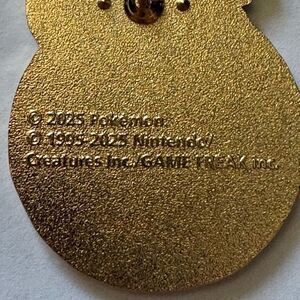 © 2025 Pokémon.
© 1995-2025 Nintendo/
Creatures Inc./GAME FREAK inc.